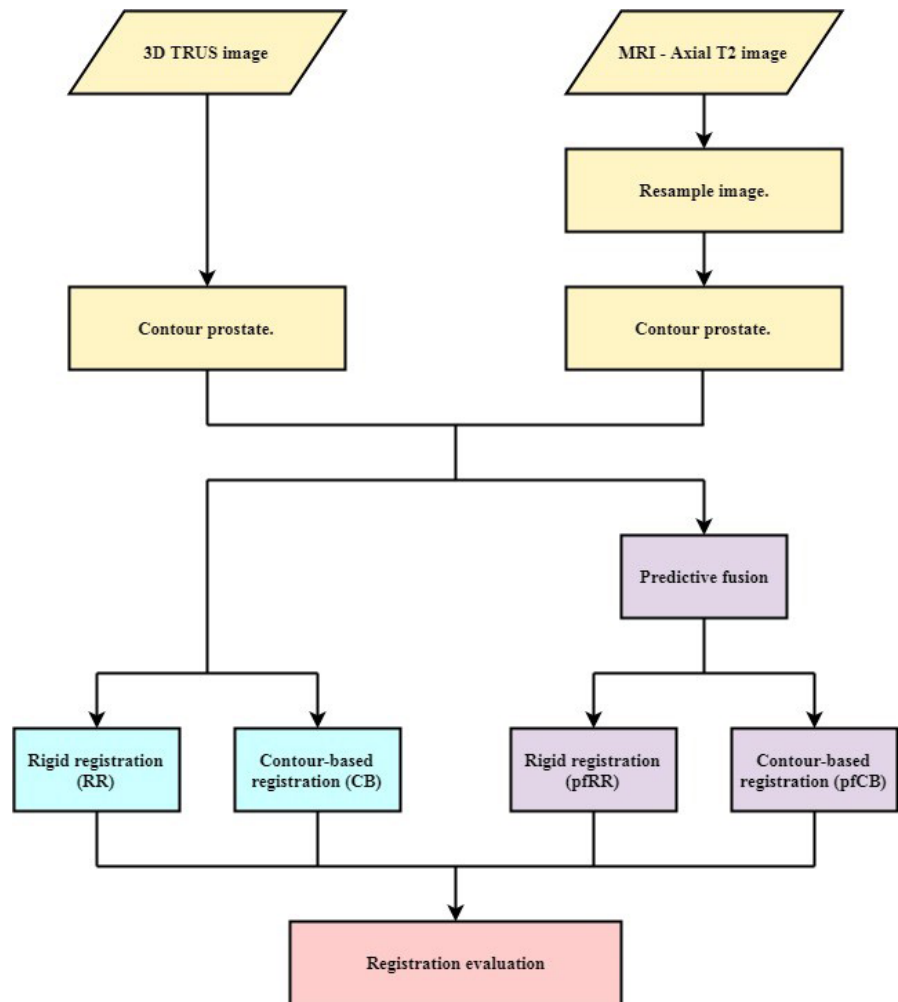 3D TRUS image
MRI - Axial T2 image
Resample image.
Contour prostate.
Contour prostate.
Predictive fusion
Rigid registration
(RR)
Contour-based
registration (CB)
Rigid registration
(pfRR)
Contour-based
registration (pfCB)
Registration evaluation